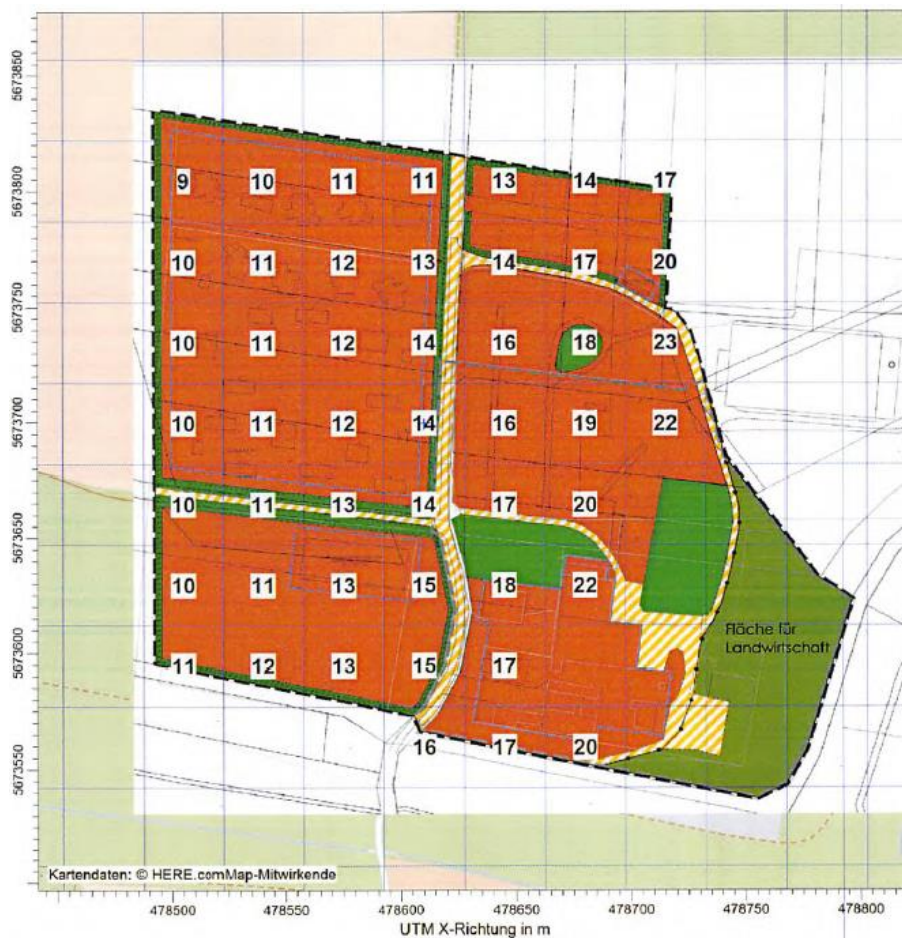 5673850
9 10 11 11 13 14 17
5673800
10 11 12 13 14 17 20
5673750
10 11 12 14 16 18 23
5673700
10 11 12 14 16 19 22
5673650
10 11 13 14 17 20
10 11 13 15 18 22
Fläche für
Landwirtschaft
5673600
11 12 13 15 17
16 17 20
5673550
Kartendaten: © HERE.comMap-Mitwirkende
478500 478550 478600 478650 478700 478750 478800
UTM X-Richtung in m